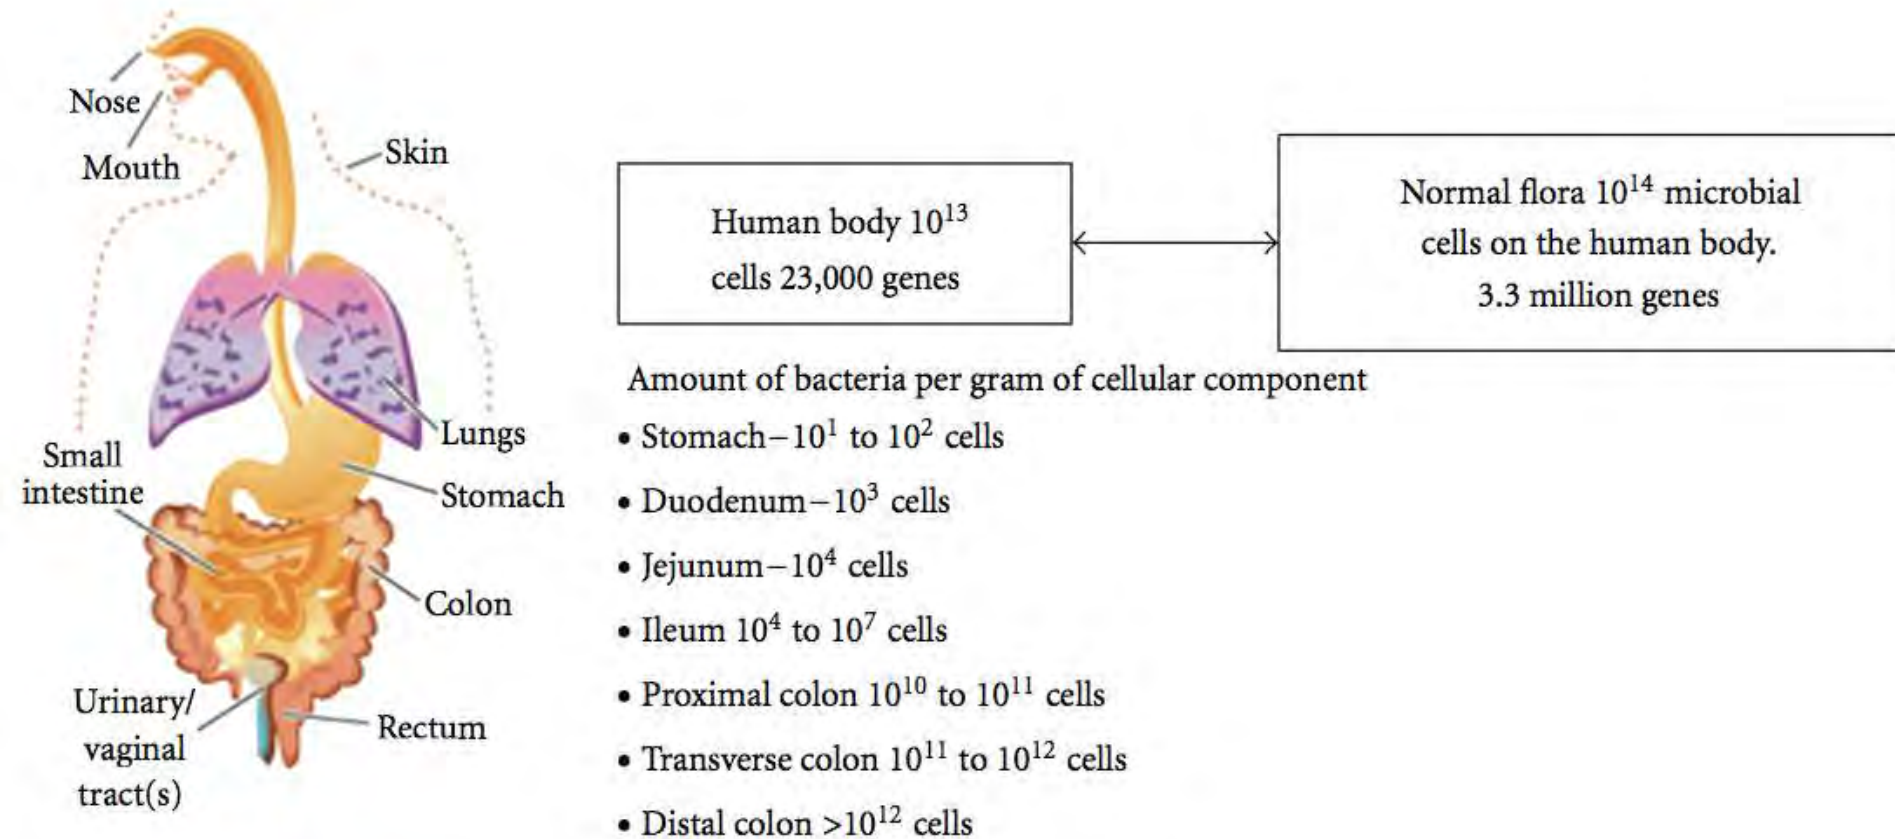 Nose
Mouth
Skin
Lungs
Small
intestine
Stomach
Colon
Urinary/
vaginal
tract(s)
Rectum
Human body 10¹³
cells 23,000 genes
Normal flora 10¹⁴ microbial
cells on the human body.
3.3 million genes
Amount of bacteria per gram of cellular component
• Stomach–10¹ to 10² cells
• Duodenum–10³ cells
• Jejunum–10⁴ cells
• Ileum 10⁴ to 10⁷ cells
• Proximal colon 10¹⁰ to 10¹¹ cells
• Transverse colon 10¹¹ to 10¹² cells
• Distal colon >10¹² cells